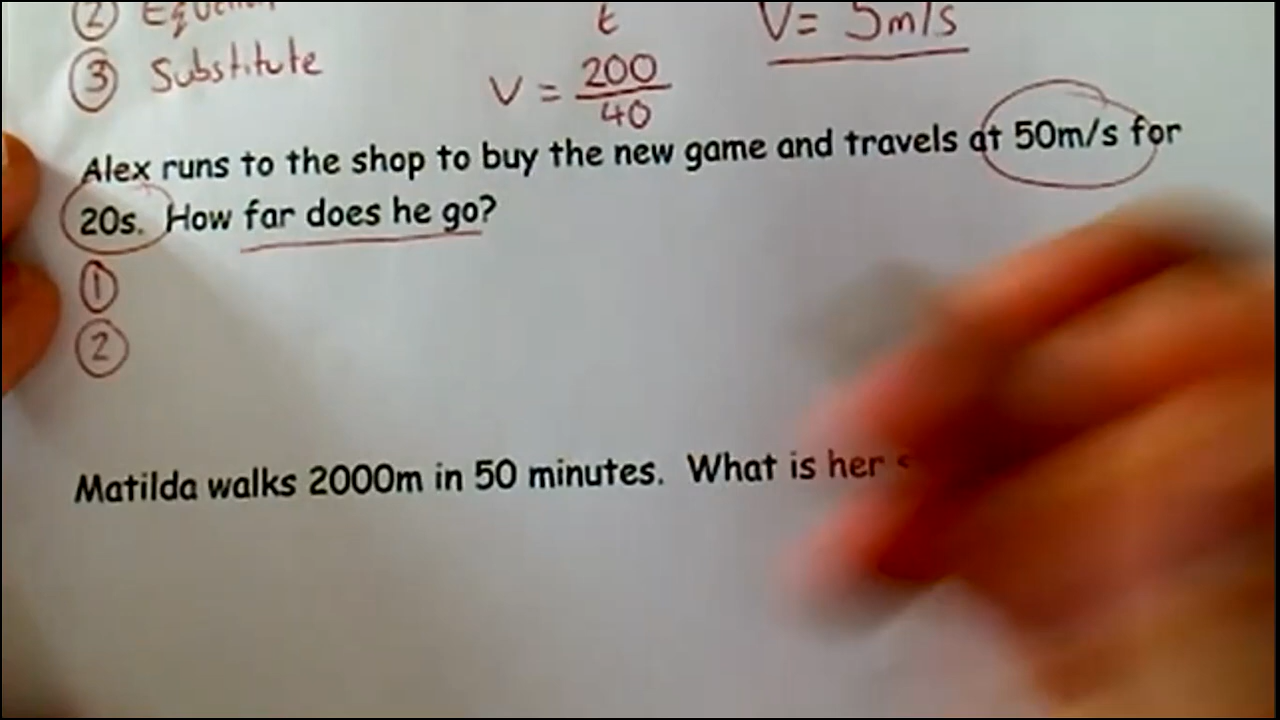 ② Equation
t
V= 5m/s
③ Substitute
V = 200
40
Alex runs to the shop to buy the new game and travels at 50m/s for
20s. How far does he go?
①
②
Matilda walks 2000m in 50 minutes. What is her